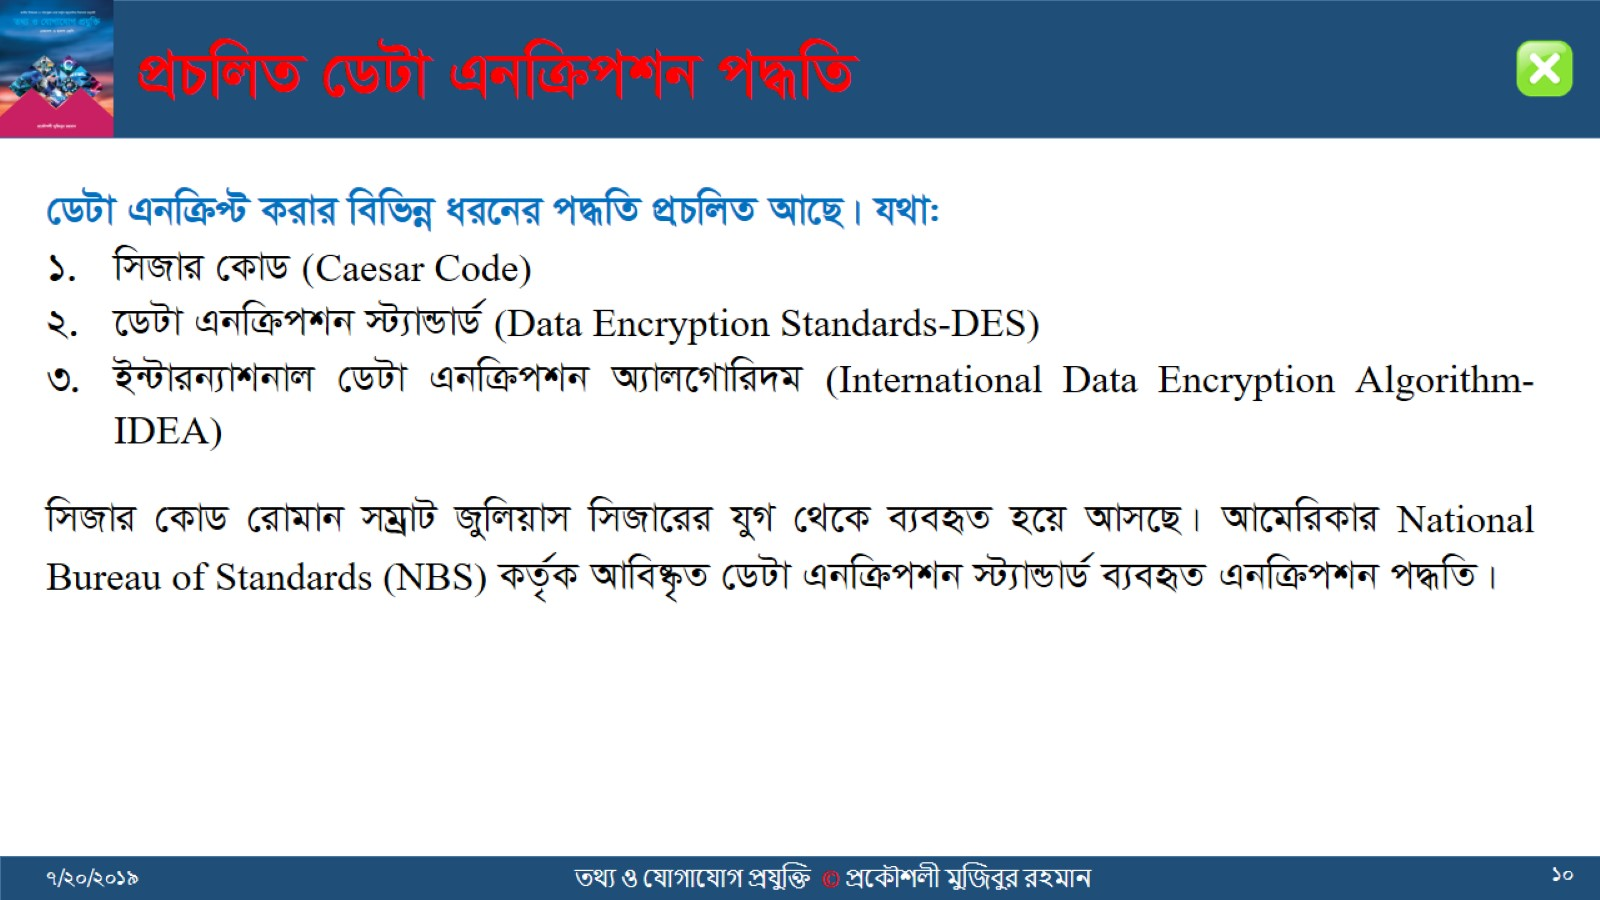 তথ্য ও যোগাযোগ প্রযুক্তি
প্রচলিত ডেটা এনক্রিপশন পদ্ধতি
ডেটা এনক্রিপ্ট করার বিভিন্ন ধরনের পদ্ধতি প্রচলিত আছে। যথা:
১. সিজার কোড (Caesar Code)
২. ডেটা এনক্রিপশন স্ট্যান্ডার্ড (Data Encryption Standards-DES)
৩. ইন্টারন্যাশনাল ডেটা এনক্রিপশন অ্যালগোরিদম (International Data Encryption Algorithm-
IDEA)
সিজার কোড রোমান সম্রাট জুলিয়াস সিজারের যুগ থেকে ব্যবহৃত হয়ে আসছে। আমেরিকার National
Bureau of Standards (NBS) কর্তৃক আবিষ্কৃত ডেটা এনক্রিপশন স্ট্যান্ডার্ড ব্যবহৃত এনক্রিপশন পদ্ধতি।
৭/২০/২০১৯ তথ্য ও যোগাযোগ প্রযুক্তি © প্রকৌশলী মুজিবুর রহমান ১০